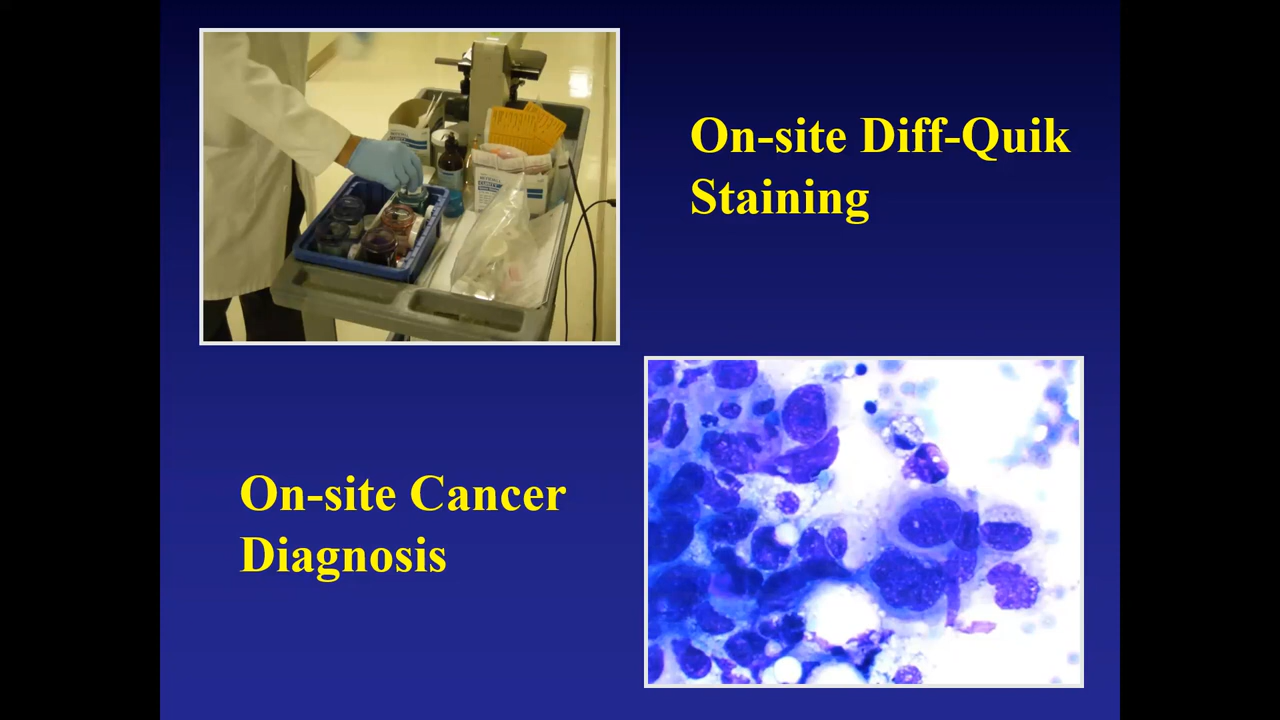 On-site Diff-Quik
Staining
On-site Cancer
Diagnosis